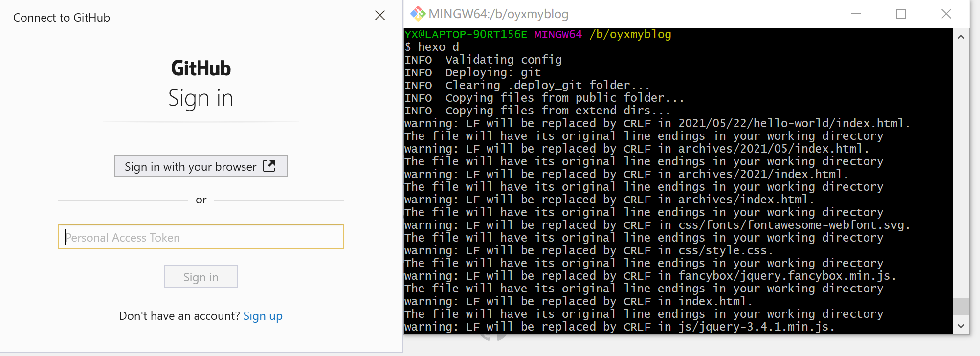 Connect to GitHub
GitHub
Sign in
Sign in with your browser
or
Personal Access Token
Sign in
Don't have an account? Sign up
MINGW64:/b/oyxmyblog
YX@LAPTOP-9ORT156E MINGW64 /b/oyxmyblog
$ hexo d
INFO  Validating config
INFO  Deploying: git
INFO  Clearing .deploy_git folder...
INFO  Copying files from public folder...
INFO  Copying files from extend dirs...
warning: LF will be replaced by CRLF in 2021/05/22/hello-world/index.html.
The file will have its original line endings in your working directory
warning: LF will be replaced by CRLF in archives/2021/05/index.html.
The file will have its original line endings in your working directory
warning: LF will be replaced by CRLF in archives/2021/index.html.
The file will have its original line endings in your working directory
warning: LF will be replaced by CRLF in archives/index.html.
The file will have its original line endings in your working directory
warning: LF will be replaced by CRLF in css/fonts/fontawesome-webfont.svg.
The file will have its original line endings in your working directory
warning: LF will be replaced by CRLF in css/style.css.
The file will have its original line endings in your working directory
warning: LF will be replaced by CRLF in fancybox/jquery.fancybox.min.js.
The file will have its original line endings in your working directory
warning: LF will be replaced by CRLF in index.html.
The file will have its original line endings in your working directory
warning: LF will be replaced by CRLF in js/jquery-3.4.1.min.js.